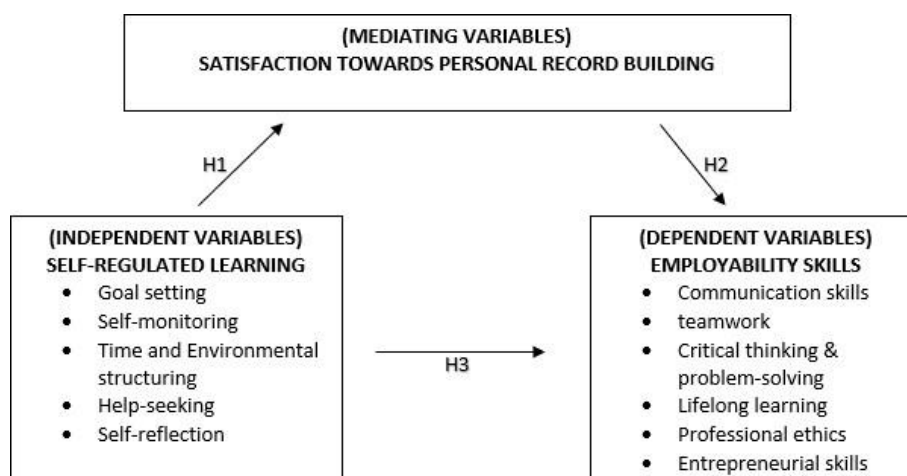 (MEDIATING VARIABLES)
SATISFACTION TOWARDS PERSONAL RECORD BUILDING
H1
H2
(INDEPENDENT VARIABLES)
SELF-REGULATED LEARNING
• Goal setting
• Self-monitoring
• Time and Environmental
structuring
• Help-seeking
• Self-reflection
H3
(DEPENDENT VARIABLES)
EMPLOYABILITY SKILLS
• Communication skills
• teamwork
• Critical thinking &
problem-solving
• Lifelong learning
• Professional ethics
• Entrepreneurial skills